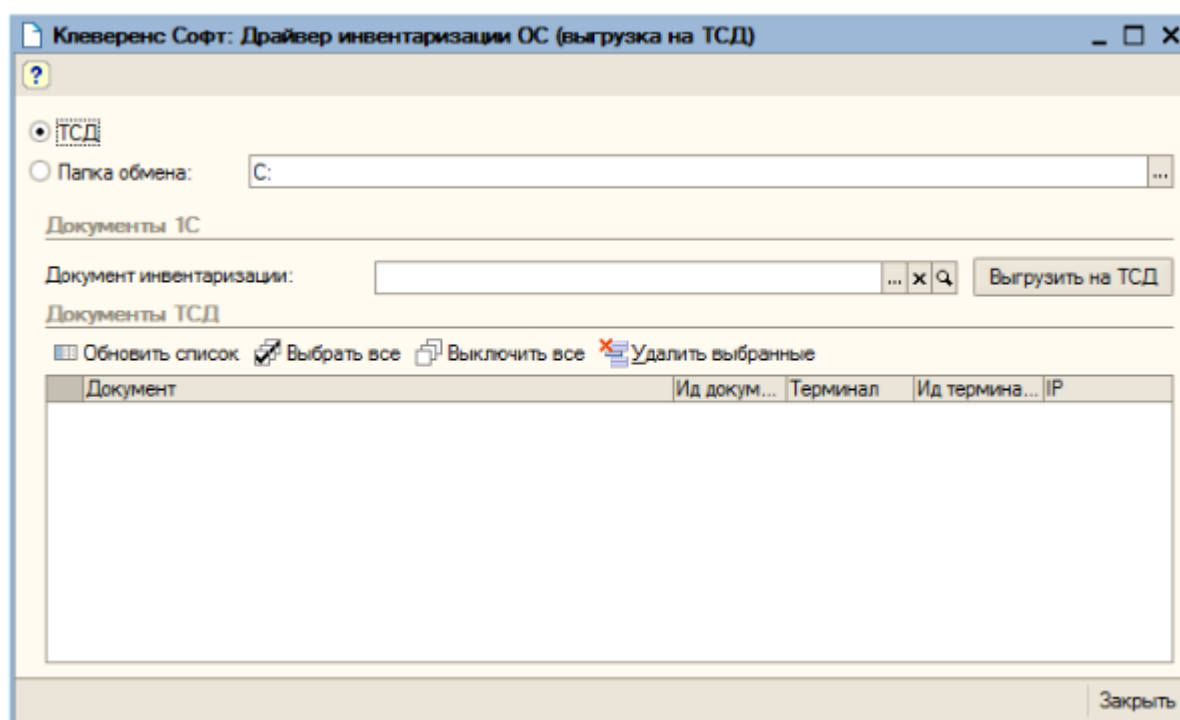 Клеверенс Софт: Драйвер инвентаризации ОС (выгрузка на ТСД)
?
ТСД
Папка обмена: C: ...
Документы 1С
Документ инвентаризации: ... x Выгрузить на ТСД
Документы ТСД
Обновить список Выбрать все Выключить все Удалить выбранные
Документ Ид докум... Терминал Ид термина... IP
Закрыть